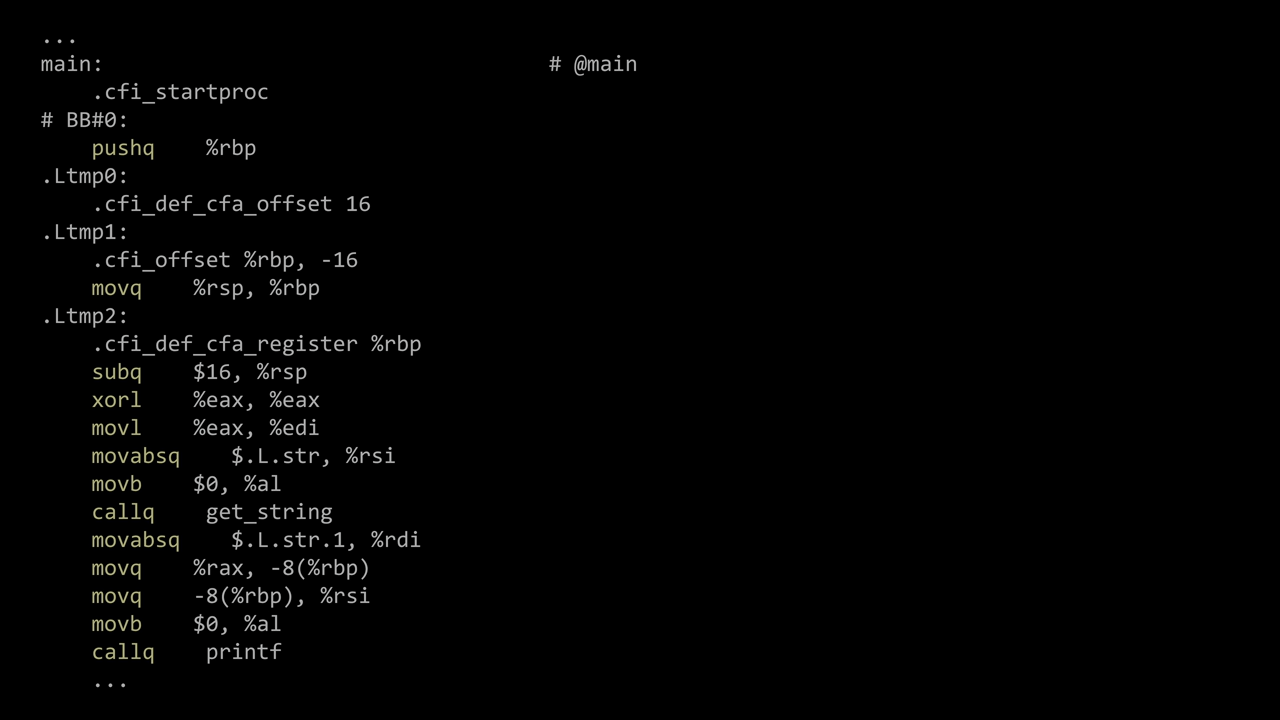 ...
main:                                   # @main
    .cfi_startproc
# BB#0:
    pushq    %rbp
.Ltmp0:
    .cfi_def_cfa_offset 16
.Ltmp1:
    .cfi_offset %rbp, -16
    movq    %rsp, %rbp
.Ltmp2:
    .cfi_def_cfa_register %rbp
    subq    $16, %rsp
    xorl    %eax, %eax
    movl    %eax, %edi
    movabsq    $.L.str, %rsi
    movb    $0, %al
    callq    get_string
    movabsq    $.L.str.1, %rdi
    movq    %rax, -8(%rbp)
    movq    -8(%rbp), %rsi
    movb    $0, %al
    callq    printf
    ...